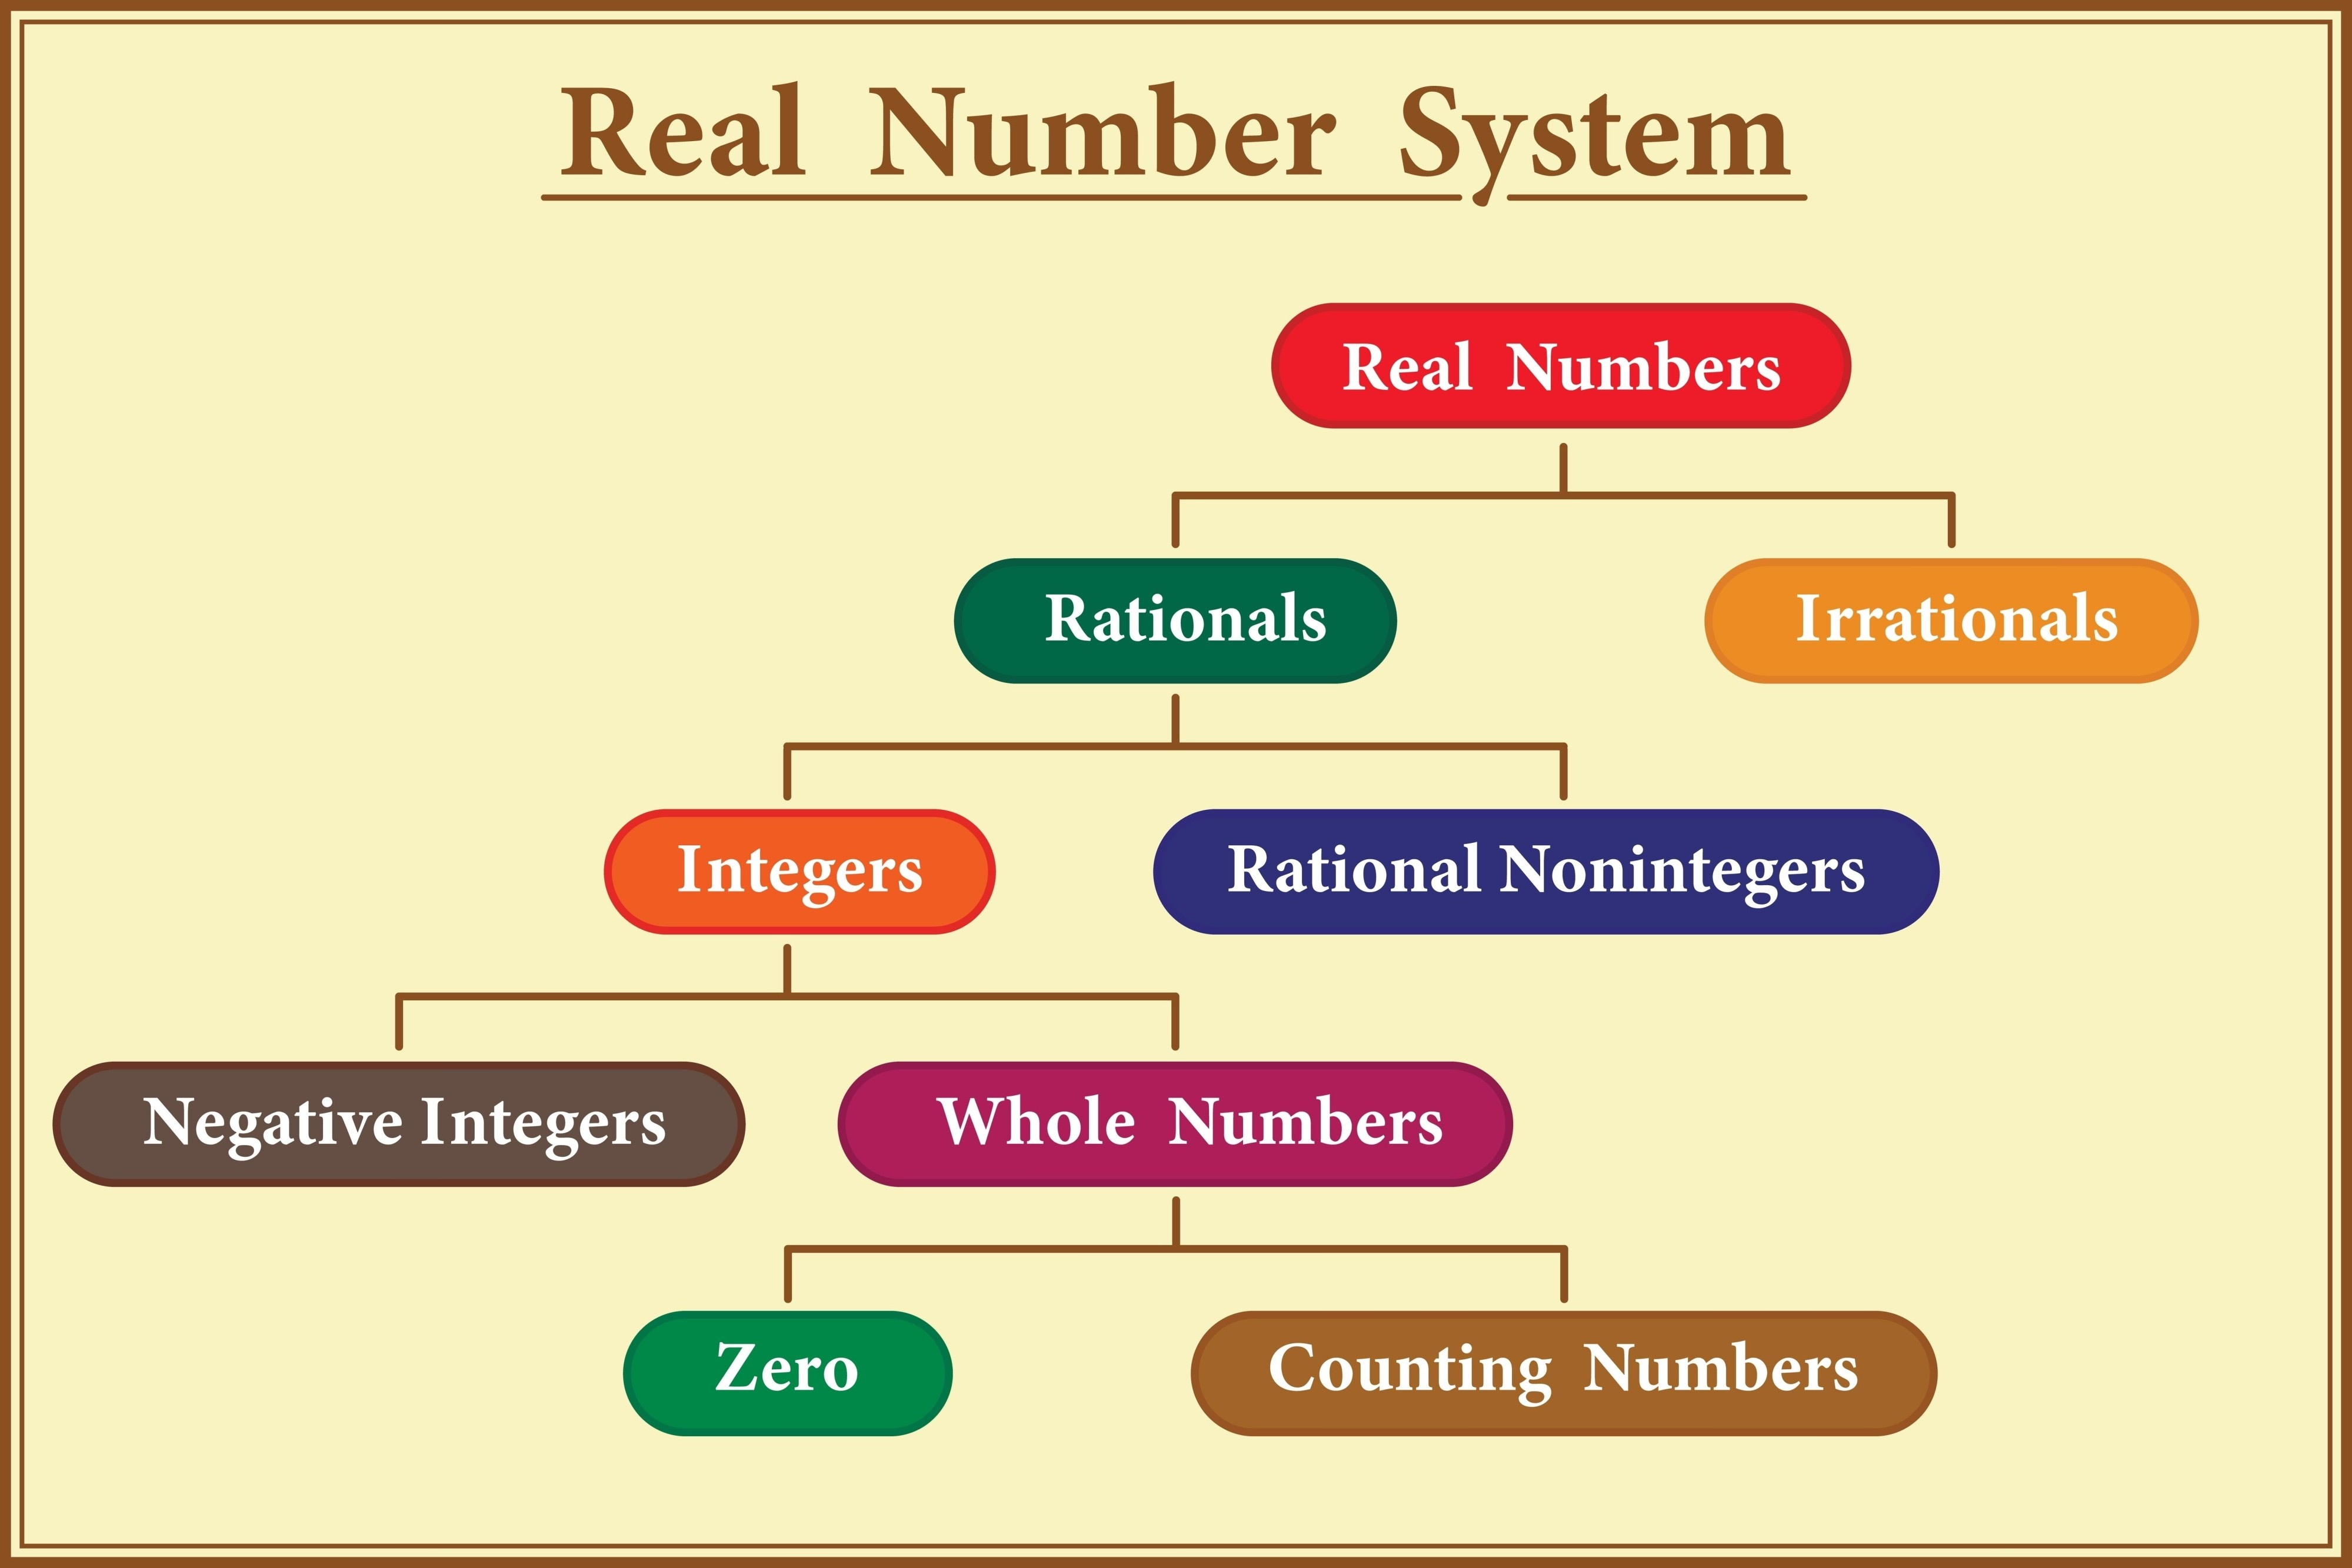 Real Number System
Real Numbers
Rationals
Irrationals
Integers
Rational Nonintegers
Negative Integers
Whole Numbers
Zero
Counting Numbers